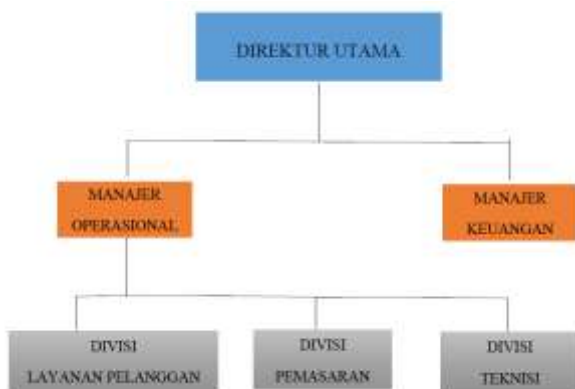 DIREKTUR UTAMA
MANAJER
OPERASIONAL
MANAJER
KEUANGAN
DIVISI
LAYANAN PELANGGAN
DIVISI
PEMASARAN
DIVISI
TEKNISI